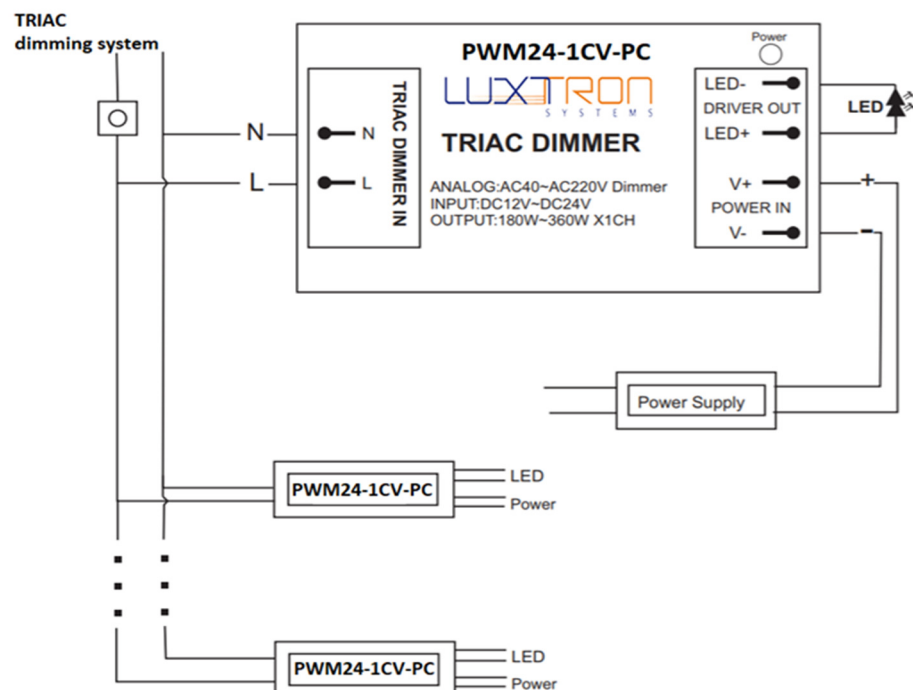 TRIAC
dimming system
PWM24-1CV-PC
Power
LUXTRON
SYSTEMS
TRIAC DIMMER
TRIAC DIMMER IN
N
N
L
L
ANALOG:AC40~AC220V Dimmer
INPUT:DC12V~DC24V
OUTPUT:180W~360W X1CH
LED-
DRIVER OUT
LED+
V+
POWER IN
V-
LED
+
-
Power Supply
PWM24-1CV-PC
LED
Power
PWM24-1CV-PC
LED
Power